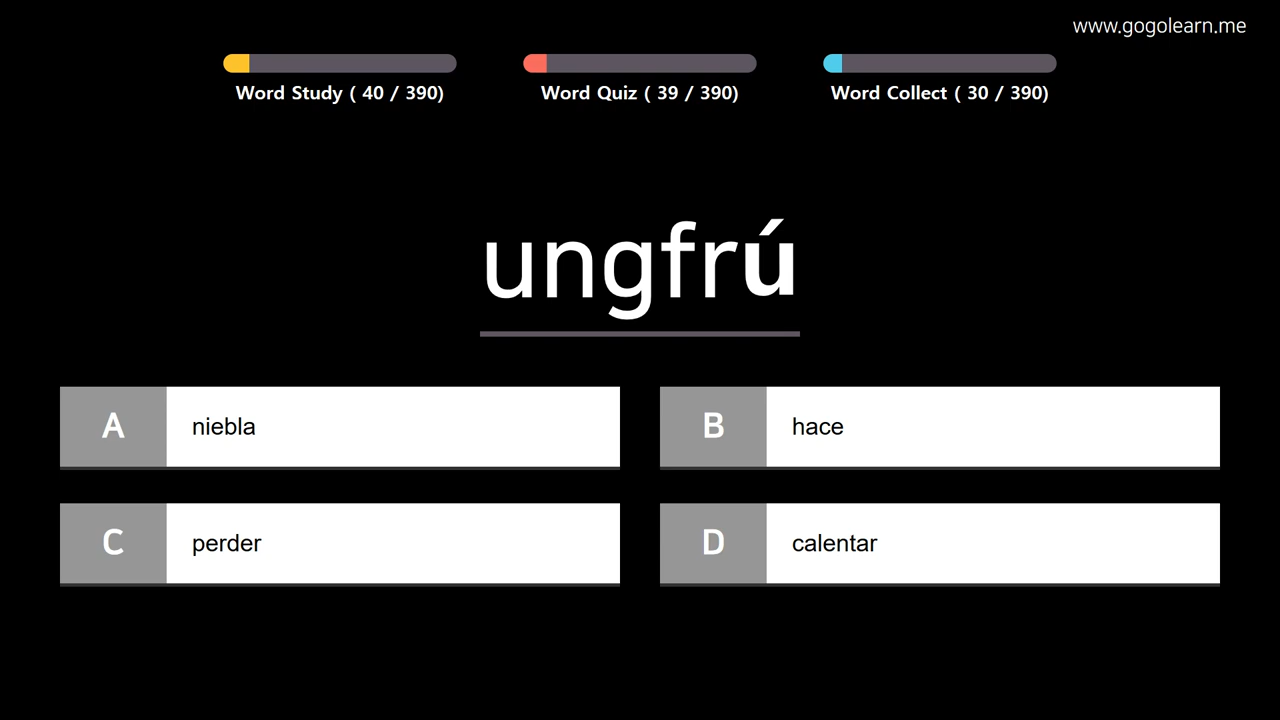 www.gogolearn.me
Word Study ( 40 / 390)
Word Quiz ( 39 / 390)
Word Collect ( 30 / 390)
ungfrú
A niebla
B hace
C perder
D calentar